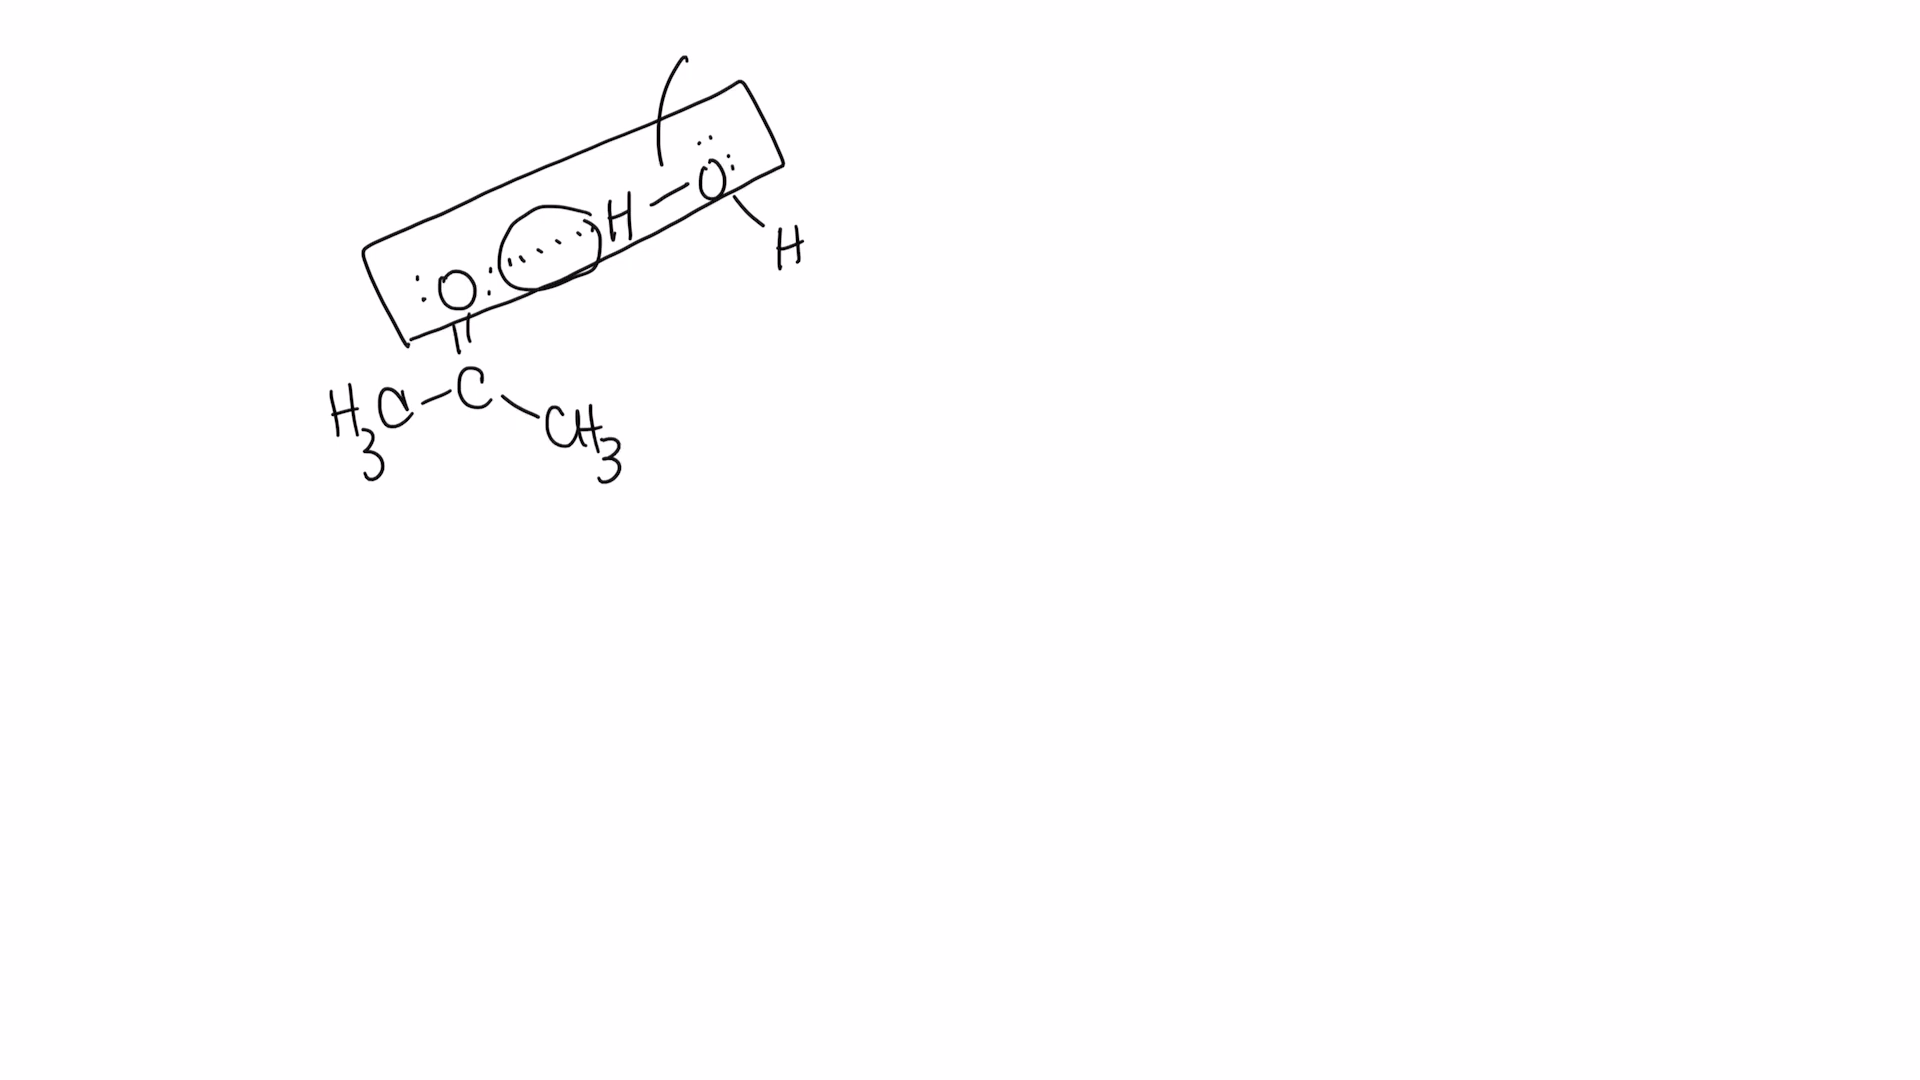 H — O:
:O: ..... H
||
H3C — C — CH3